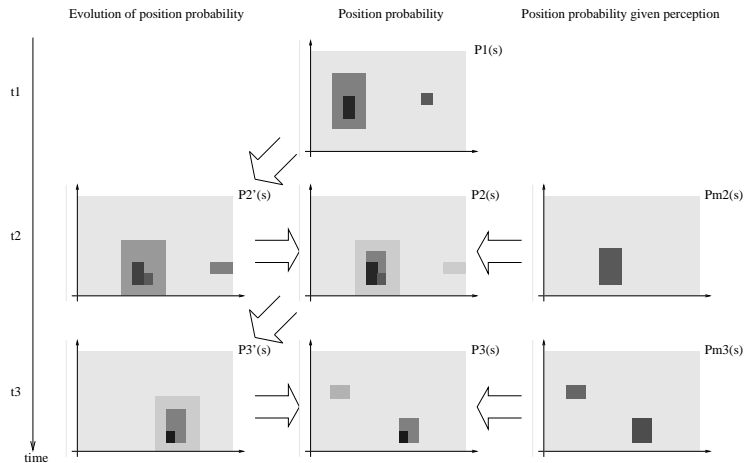 Evolution of position probability
Position probability
Position probability given perception
P1(s)
t1
P2'(s)
P2(s)
Pm2(s)
t2
P3'(s)
P3(s)
Pm3(s)
t3
time